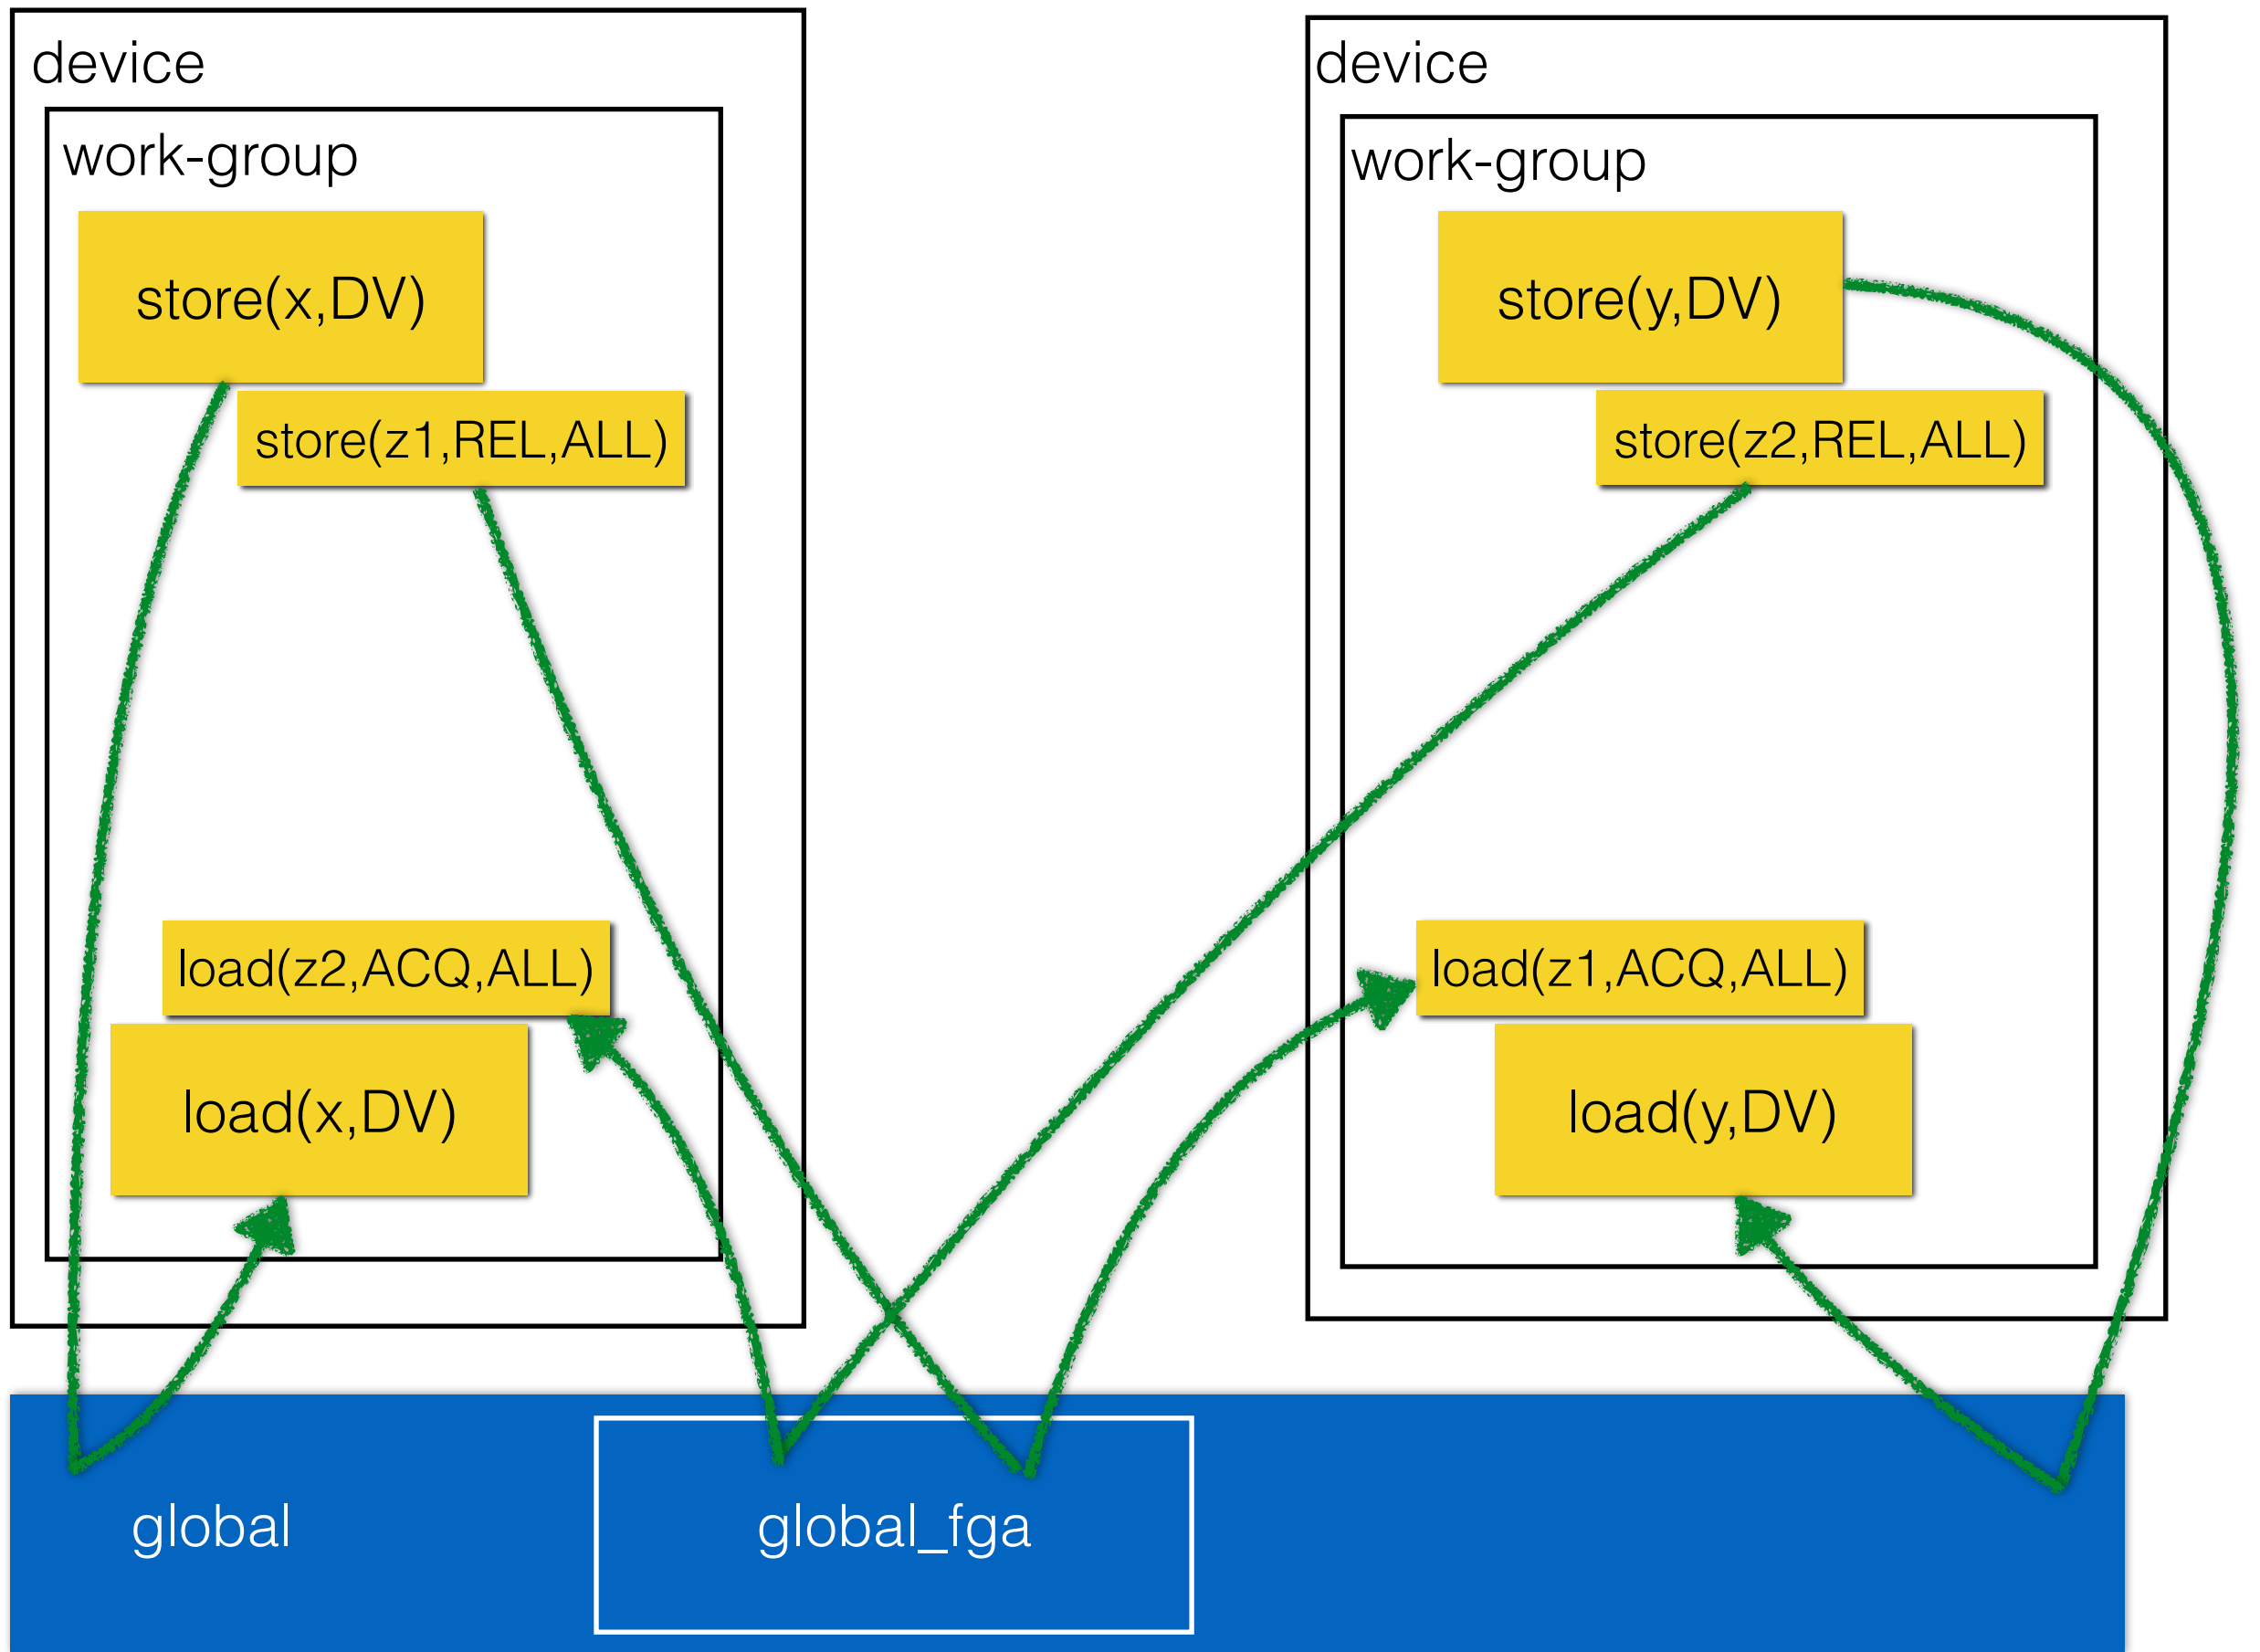 device
work-group
store(x,DV)
store(z1,REL,ALL)
load(z2,ACQ,ALL)
load(x,DV)
device
work-group
store(y,DV)
store(z2,REL,ALL)
load(z1,ACQ,ALL)
load(y,DV)
global
global_fga